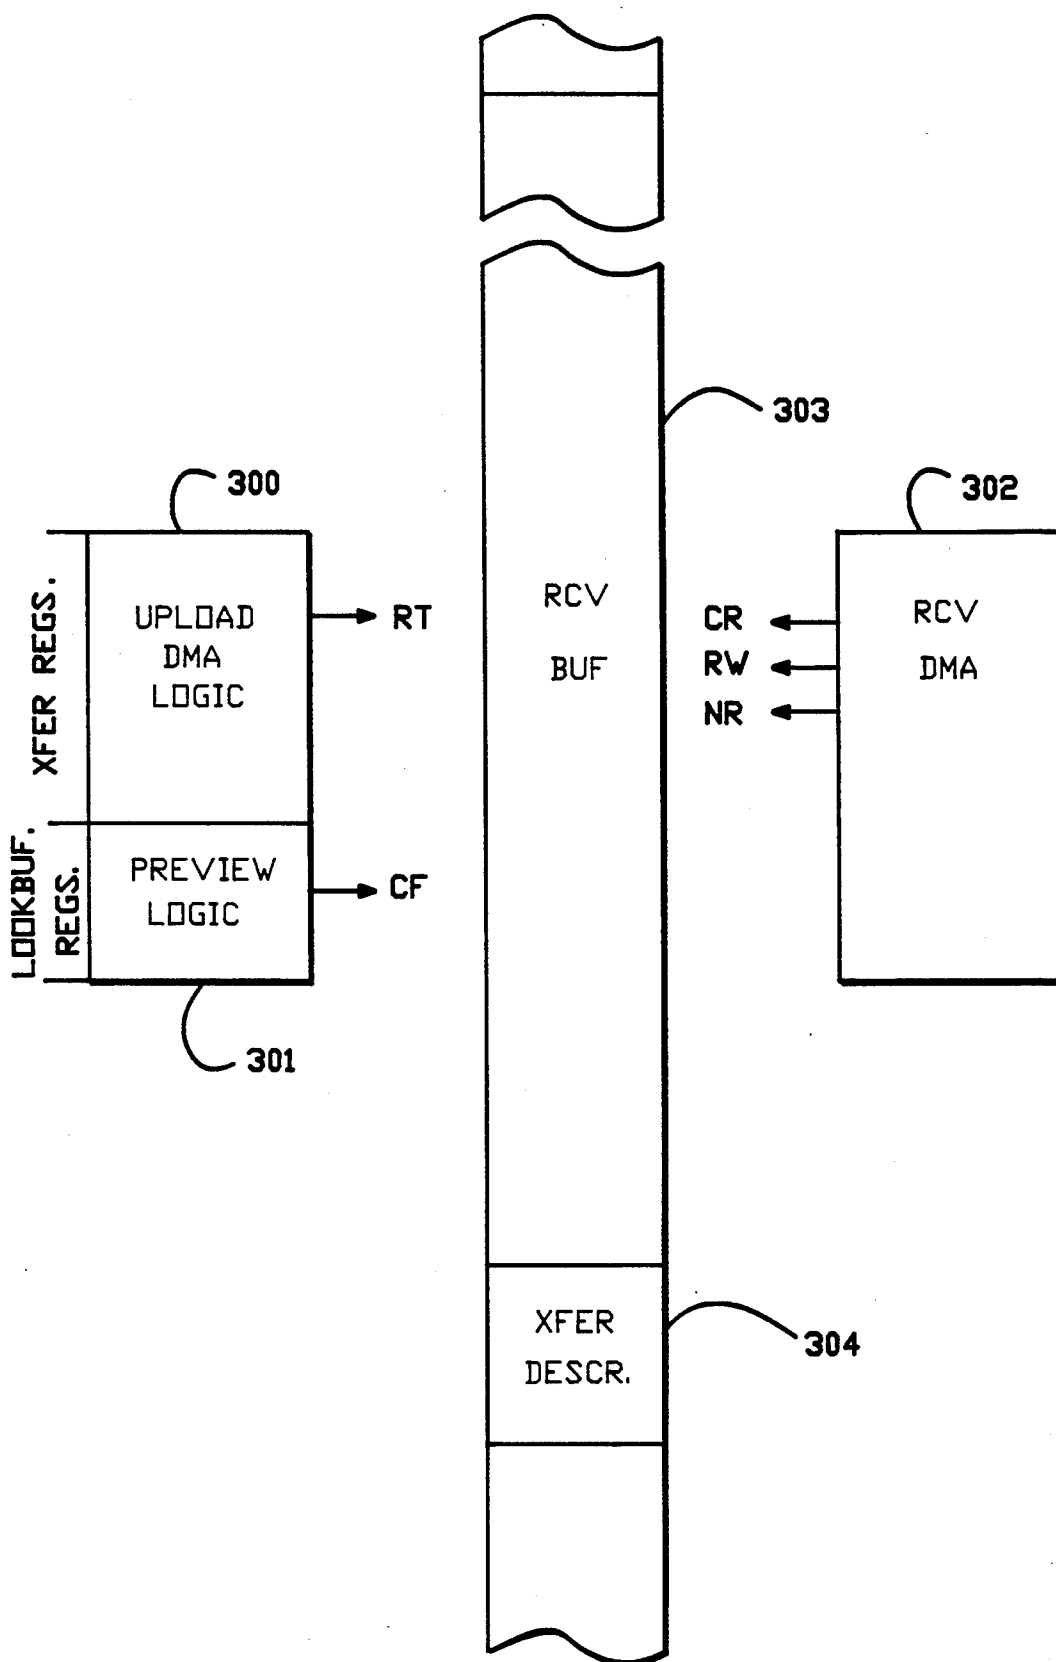 303
300
302
XFER REGS.
UPLOAD
DMA
LOGIC
RT
RCV
BUF
CR
RW
NR
RCV
DMA
LOOKBUF.
REGS.
PREVIEW
LOGIC
CF
301
XFER
DESCR.
304